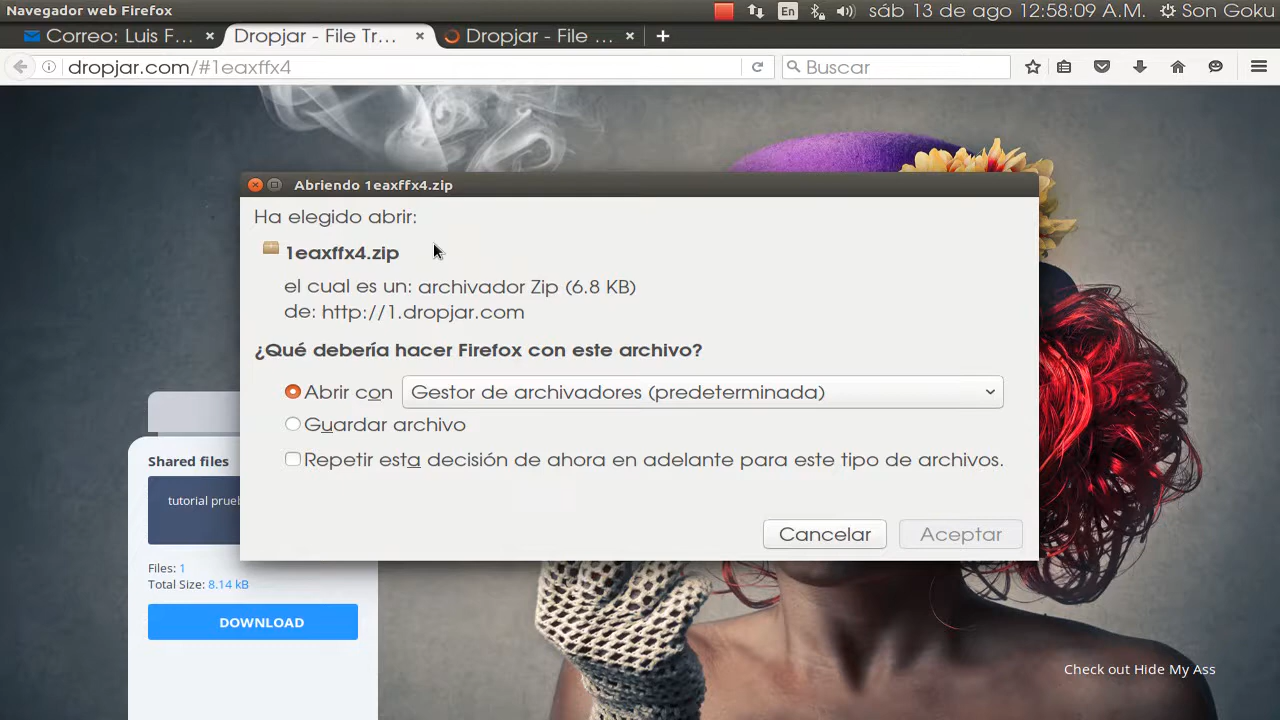 Navegador web Firefox
En
sáb 13 de ago 12:58:09 A.M.
Son Goku
Correo: Luis F...
Dropjar - File Tr...
Dropjar - File ...
dropjar.com/#1eaxffx4
Buscar
Abriendo 1eaxffx4.zip
Ha elegido abrir:
1eaxffx4.zip
el cual es un: archivador Zip (6.8 KB)
de: http://1.dropjar.com
¿Qué debería hacer Firefox con este archivo?
Abrir con
Gestor de archivadores (predeterminada)
Guardar archivo
Repetir esta decisión de ahora en adelante para este tipo de archivos.
Cancelar
Aceptar
Shared files
tutorial prueb
Files: 1
Total Size: 8.14 kB
DOWNLOAD
Check out Hide My Ass